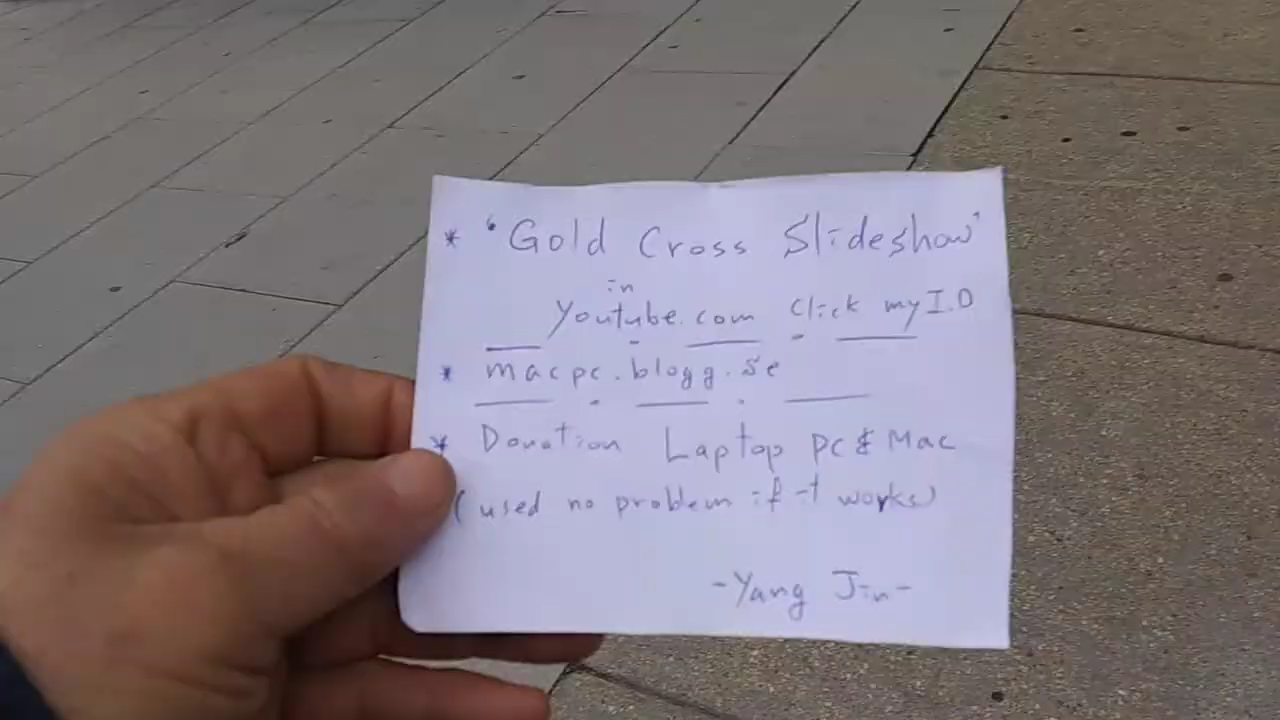 * 'Gold Cross Slideshow'
in
Youtube.com Click my I.D
* macpc.blogg.se
* Donation Laptop pc & Mac
(used no problem if it works)
-Yang Jin-